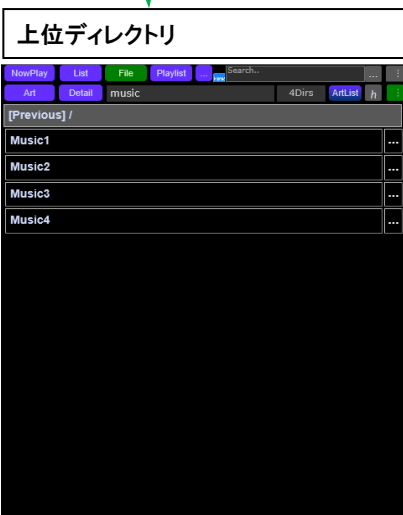 上位ディレクトリ
NowPlay List File Playlist ... Search.. ... ⋮
Art Detail music 4Dirs ArtList h ⋮
[Previous] /
Music1 ...
Music2 ...
Music3 ...
Music4 ...